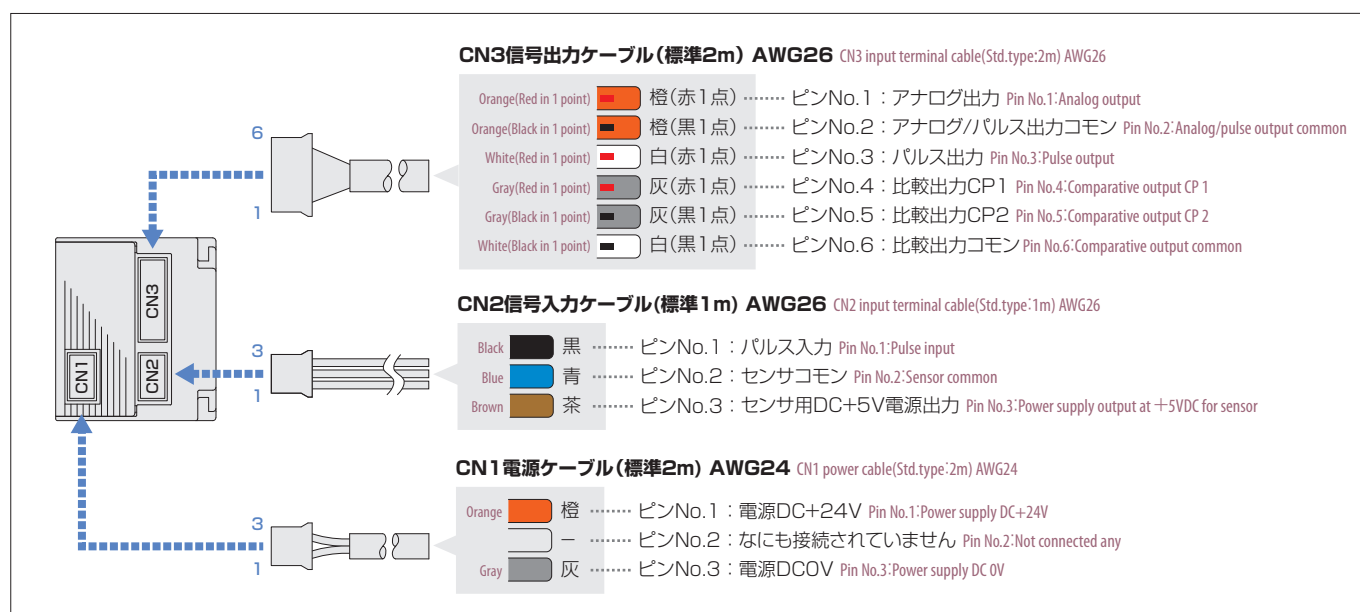 CN3信号出力ケーブル(標準2m) AWG26 CN3 input terminal cable(Std.type:2m) AWG26
Orange(Red in 1 point) 橙(赤1点) ‥‥‥ ピンNo.1:アナログ出力 Pin No.1:Analog output
Orange(Black in 1 point) 橙(黒1点) ‥‥‥ ピンNo.2:アナログ/パルス出力コモン Pin No.2:Analog/pulse output common
White(Red in 1 point) 白(赤1点) ‥‥‥ ピンNo.3:パルス出力 Pin No.3:Pulse output
Gray(Red in 1 point) 灰(赤1点) ‥‥‥ ピンNo.4:比較出力CP1 Pin No.4:Comparative output CP 1
Gray(Black in 1 point) 灰(黒1点) ‥‥‥ ピンNo.5:比較出力CP2 Pin No.5:Comparative output CP 2
White(Black in 1 point) 白(黒1点) ‥‥‥ ピンNo.6:比較出力コモン Pin No.6:Comparative output common
6
1
CN3
CN2
CN1
CN2信号入力ケーブル(標準1m) AWG26 CN2 input terminal cable(Std.type:1m) AWG26
Black 黒 ‥‥‥ ピンNo.1:パルス入力 Pin No.1:Pulse input
Blue 青 ‥‥‥ ピンNo.2:センサコモン Pin No.2:Sensor common
Brown 茶 ‥‥‥ ピンNo.3:センサ用DC+5V電源出力 Pin No.3:Power supply output at +5VDC for sensor
3
1
CN1電源ケーブル(標準2m) AWG24 CN1 power cable(Std.type:2m) AWG24
Orange 橙 ‥‥‥ ピンNo.1:電源DC+24V Pin No.1:Power supply DC+24V
− ‥‥‥ ピンNo.2:なにも接続されていません Pin No.2:Not connected any
Gray 灰 ‥‥‥ ピンNo.3:電源DC0V Pin No.3:Power supply DC 0V
3
1